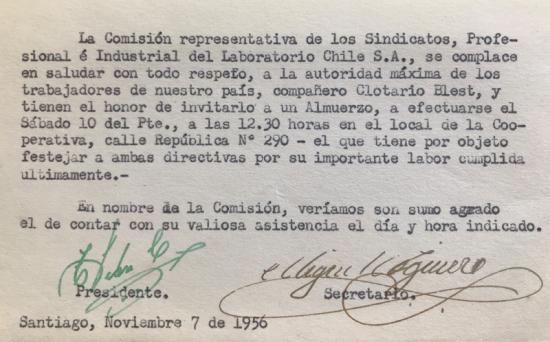 La Comisión representativa de los Sindicatos, Profe-
sional é Industrial del Laboratorio Chile S.A., se complace
en saludar con todo respeto, a la autoridad máxima de los
trabajadores de nuestro país, compañero Clotario Blest, y
tienen el honor de invitarlo a un Almuerzo, a efectuarse el
Sábado 10 del Pte., a las 12.30 horas en el local de la Coo-
perativa, calle República N° 290 - el que tiene por objeto
festejar a ambas directivas por su importante labor cumplida
ultimamente.-
En nombre de la Comisión, veríamos son sumo agrado
el de contar con su valiosa asistencia el día y hora indicado.
Presidente. Secretario.
Santiago, Noviembre 7 de 1956